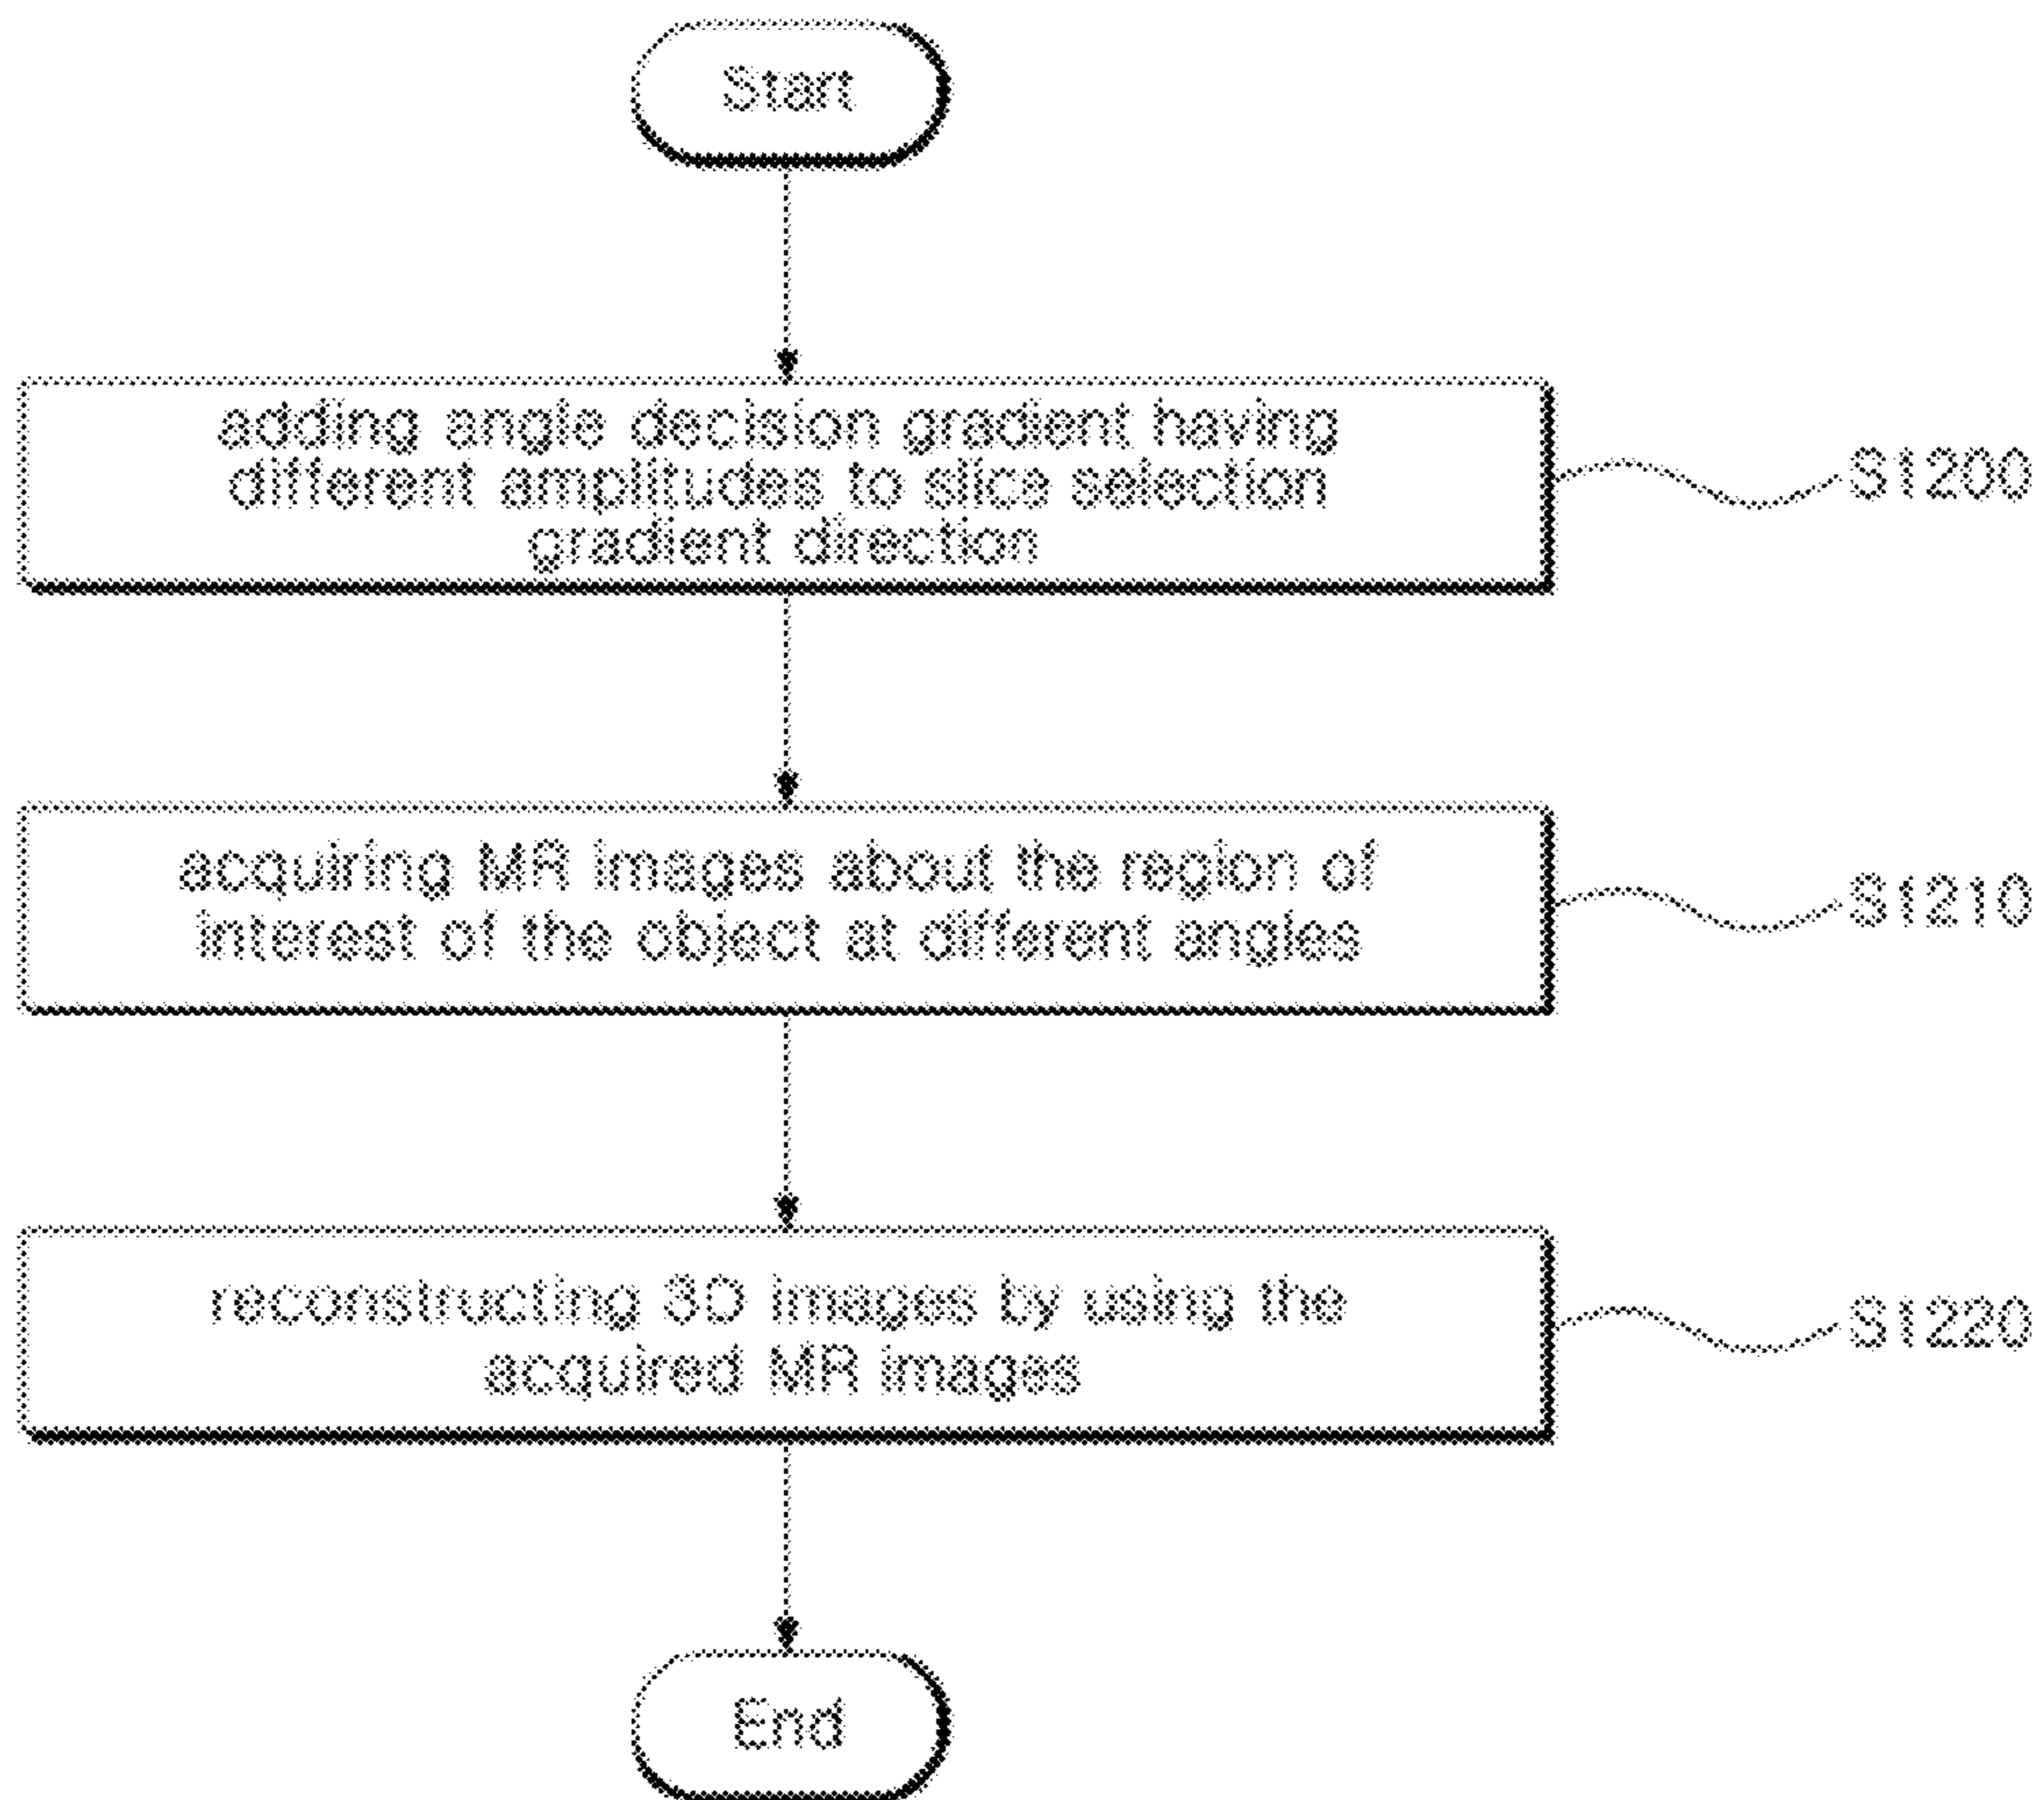 Start
adding angle decision gradient having
different amplitudes to slics selection
gradient direction
S1200
acquiring MR images about the region of
interest of the object at different angles
S1210
reconstructing 3D images by using the
acquired MR images
S1220
End